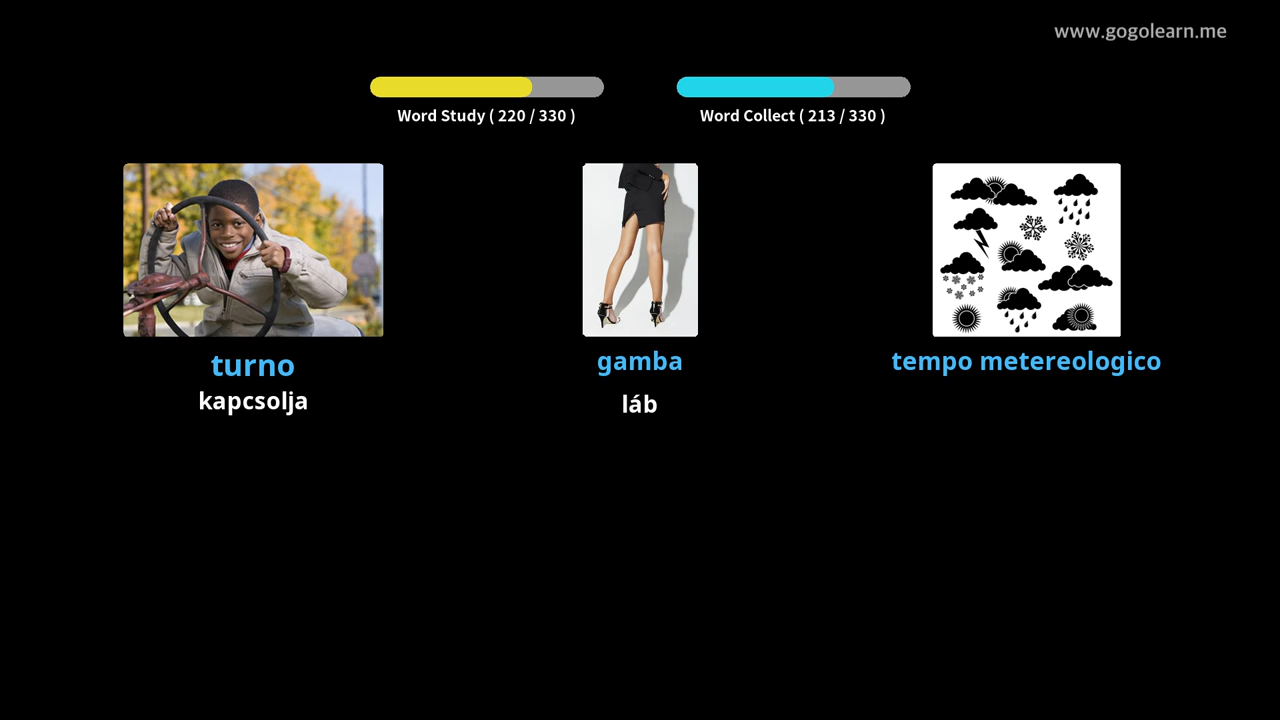 www.gogolearn.me
Word Study ( 220 / 330 )
Word Collect ( 213 / 330 )
turno
kapcsolja
gamba
láb
tempo metereologico